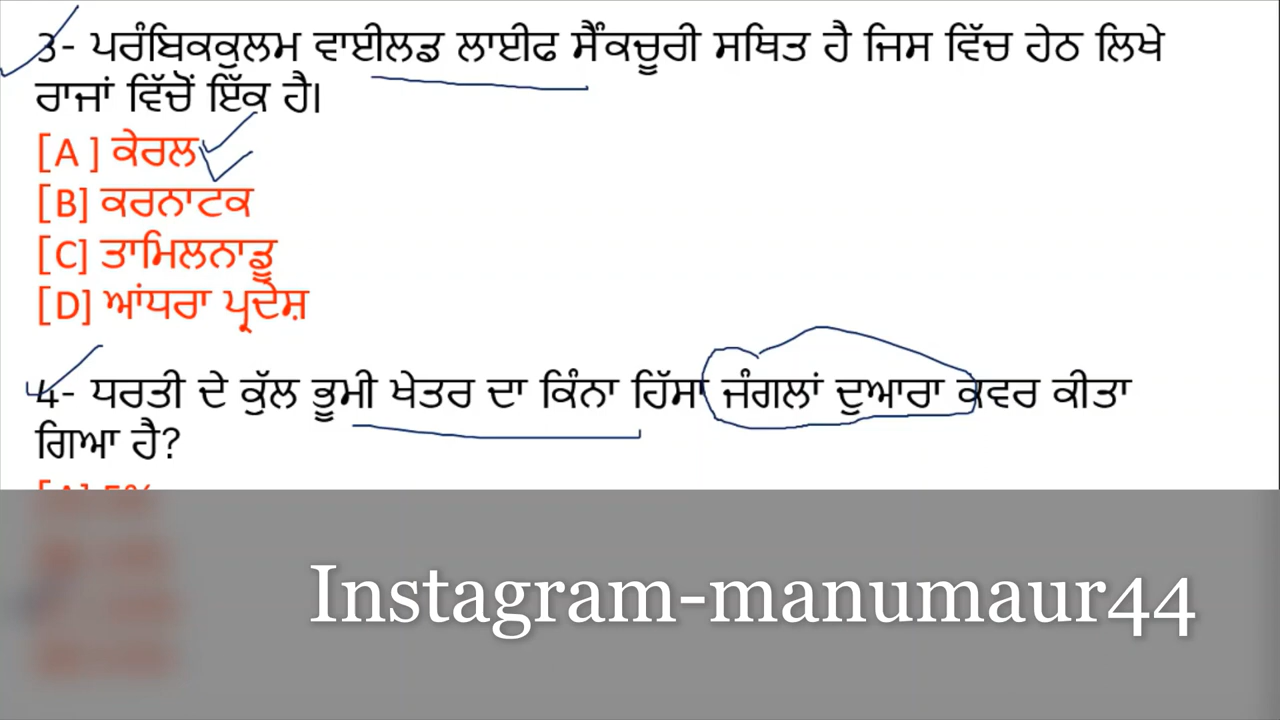 3- ਪਰੰਬਿਕਕੁਲਮ ਵਾਈਲਡ ਲਾਈਫ ਸੈਂਕਚੂਰੀ ਸਥਿਤ ਹੈ ਜਿਸ ਵਿੱਚ ਹੇਠ ਲਿਖੇ
ਰਾਜਾਂ ਵਿੱਚੋਂ ਇੱਕ ਹੈ।
[A ] ਕੇਰਲ
[B] ਕਰਨਾਟਕ
[C] ਤਾਮਿਲਨਾਡੂ
[D] ਆਂਧਰਾ ਪ੍ਰਦੇਸ਼
4- ਧਰਤੀ ਦੇ ਕੁੱਲ ਭੂਮੀ ਖੇਤਰ ਦਾ ਕਿੰਨਾ ਹਿੱਸਾ ਜੰਗਲਾਂ ਦੁਆਰਾ ਕਵਰ ਕੀਤਾ
ਗਿਆ ਹੈ?
[A] 5%
Instagram-manumaur44